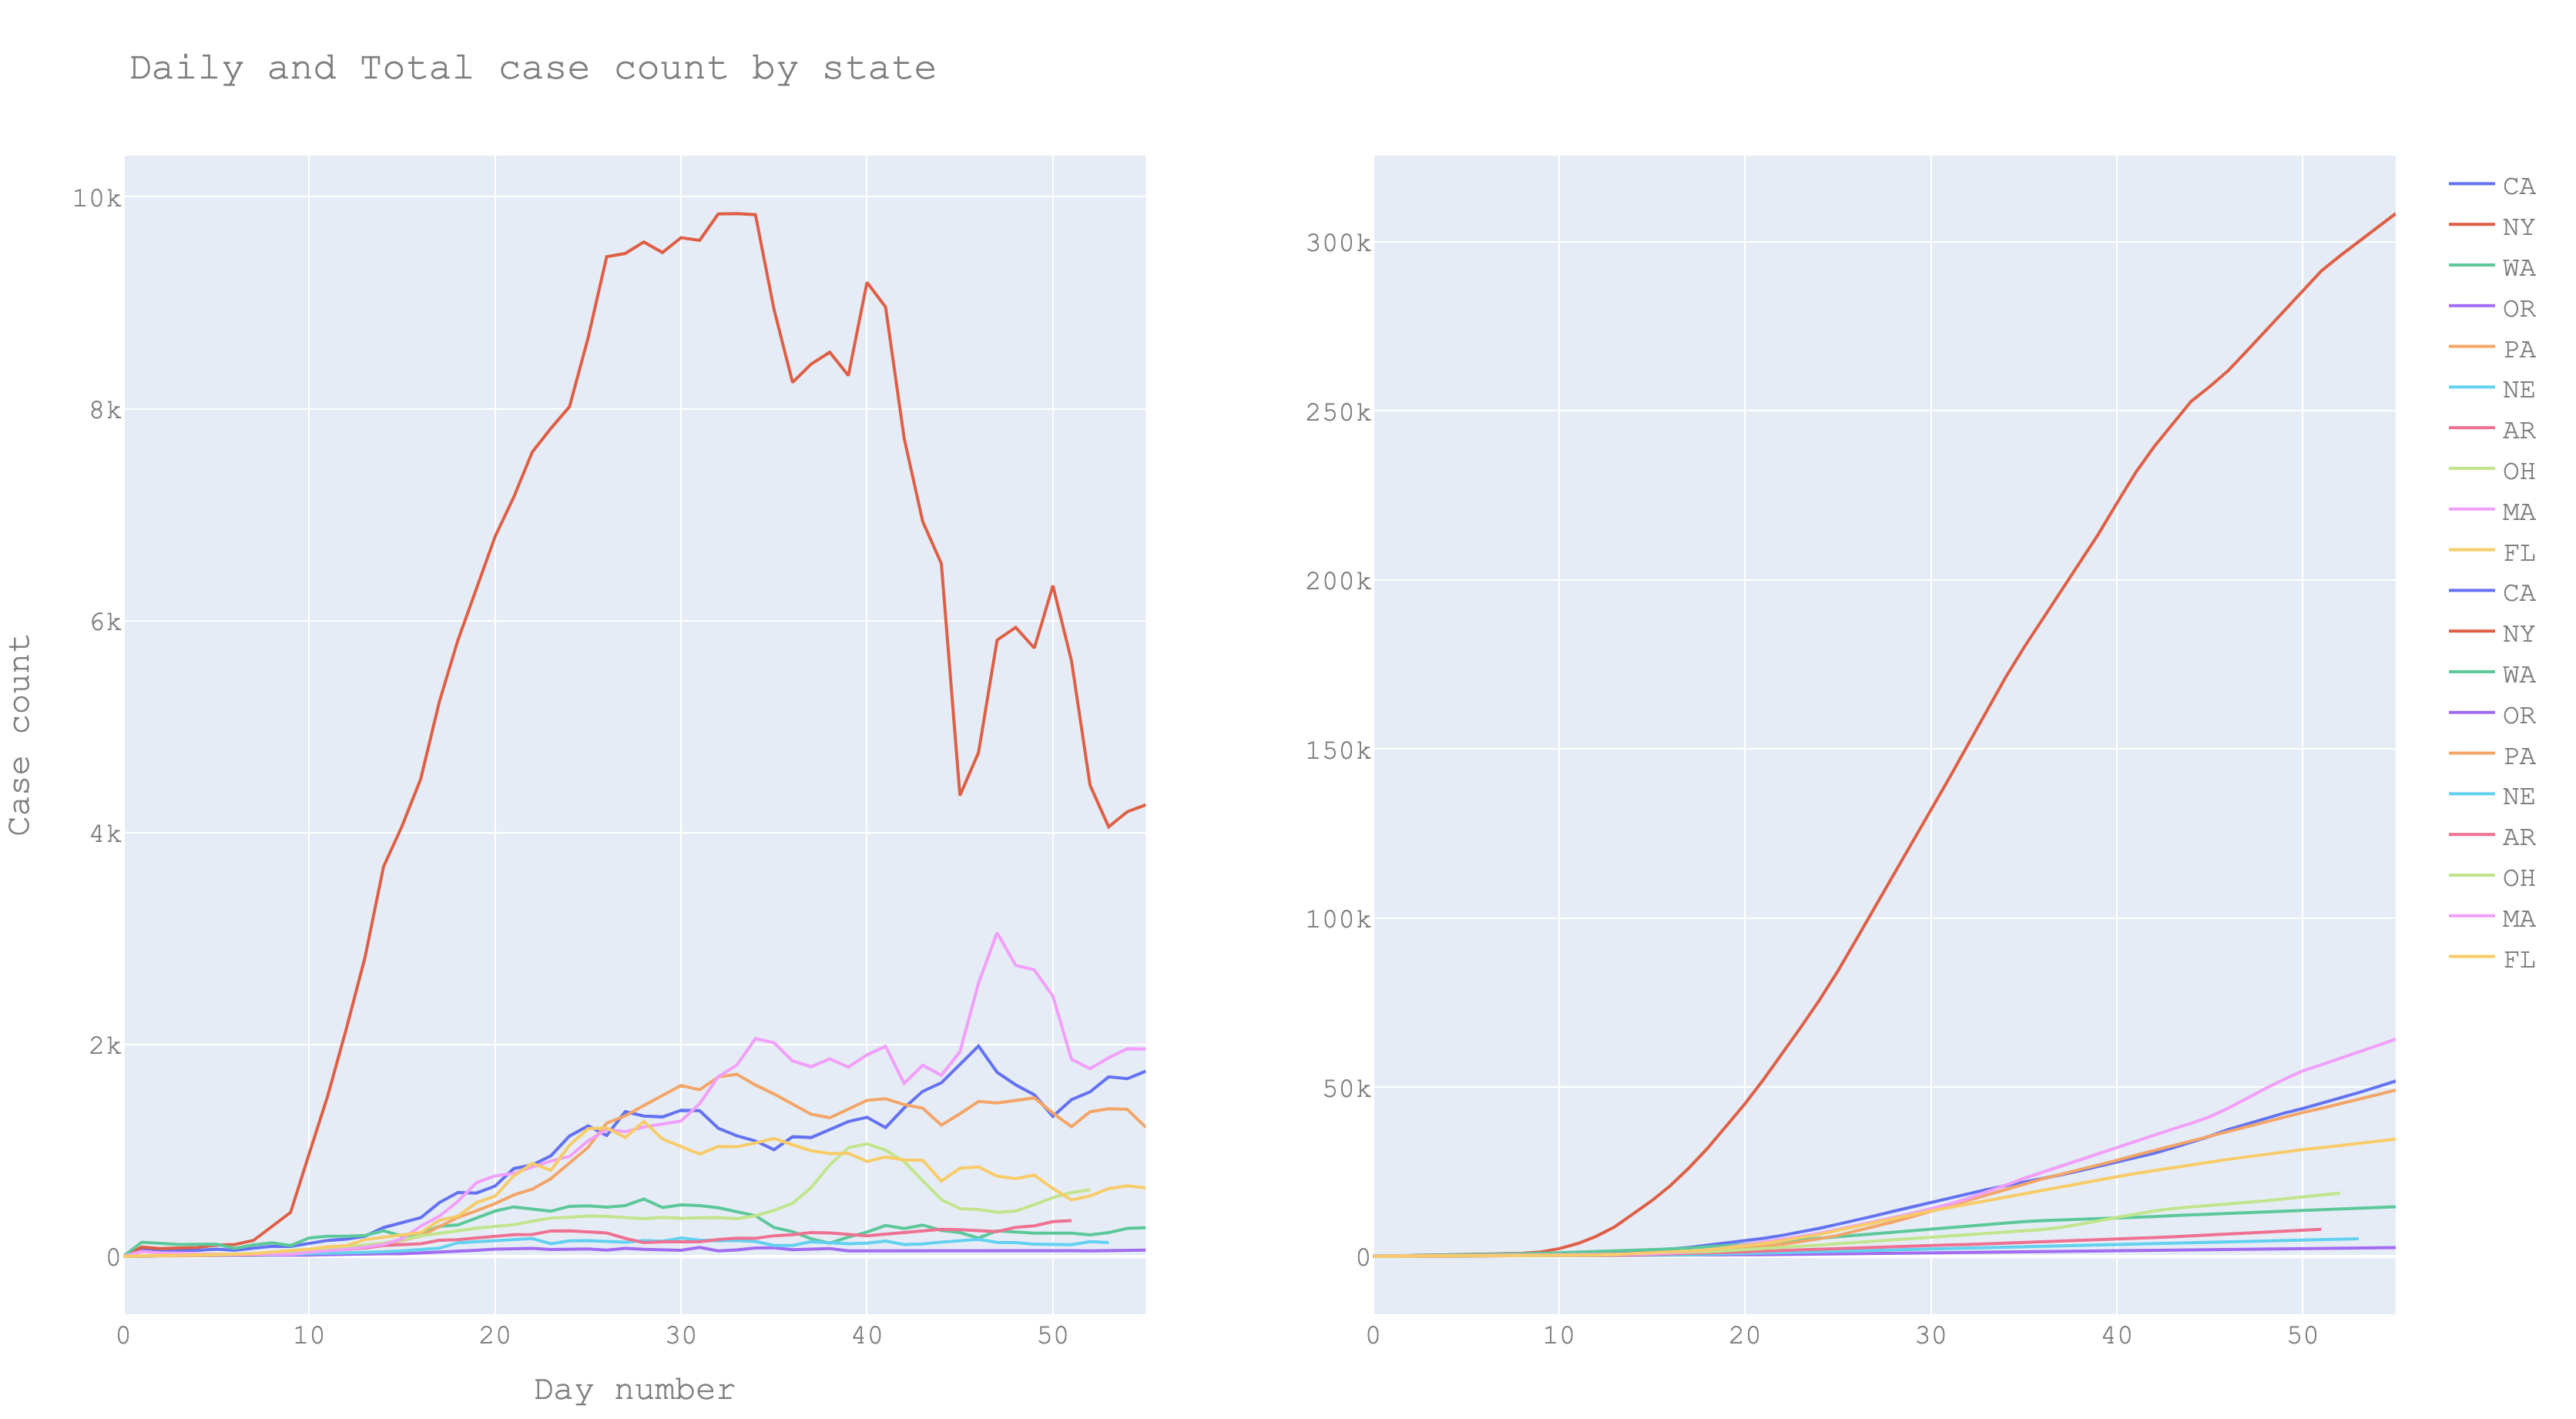 Daily and Total case count by state
Case count
10k
8k
6k
4k
2k
0
0 10 20 30 40 50
Day number
300k
250k
200k
150k
100k
50k
0
0 10 20 30 40 50
CA
NY
WA
OR
PA
NE
AR
OH
MA
FL
CA
NY
WA
OR
PA
NE
AR
OH
MA
FL